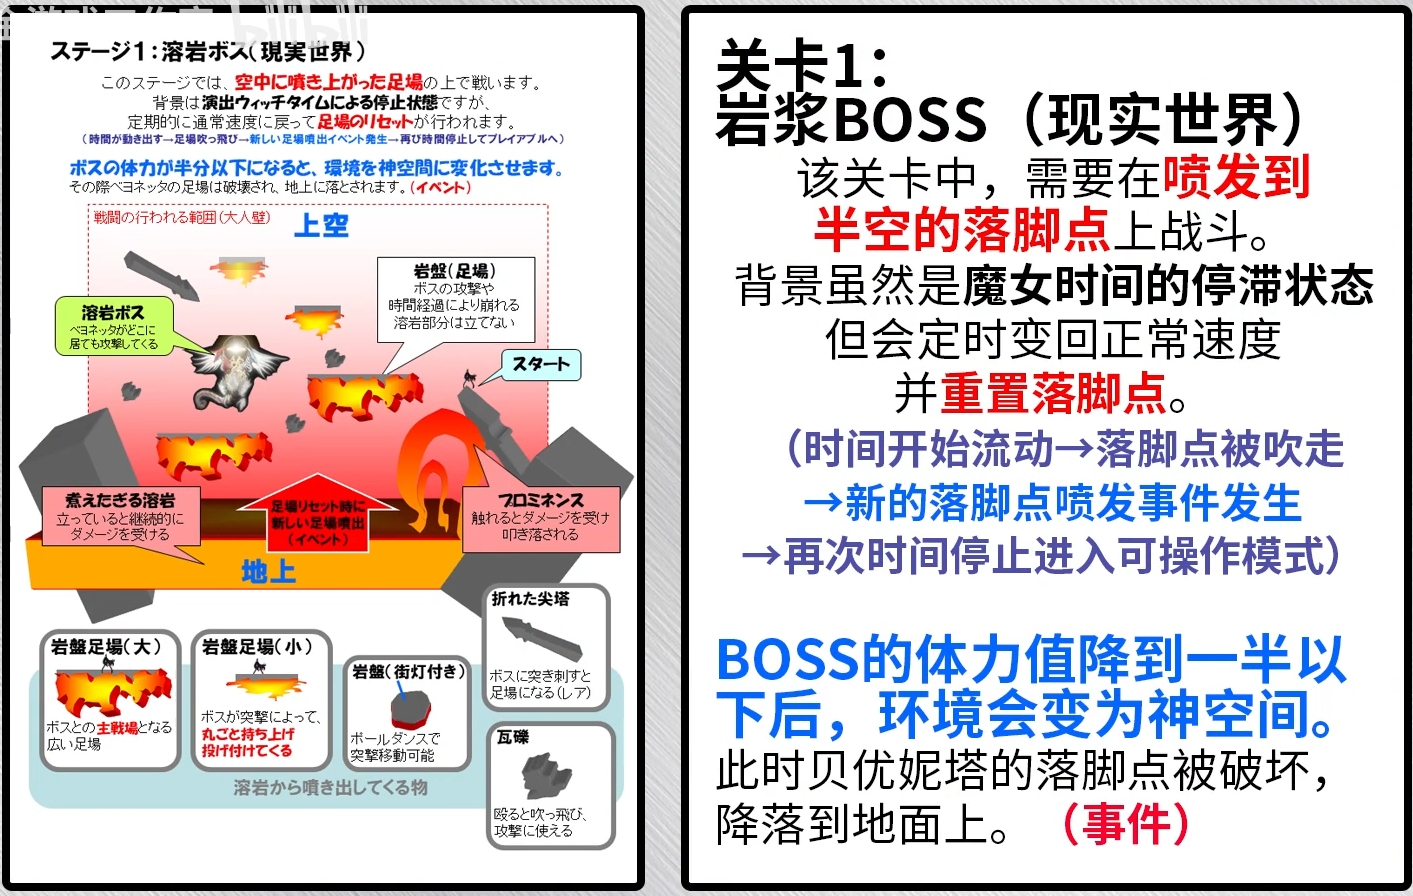 bilibili
ステージ1：溶岩ボス（現実世界）
このステージでは、空中に噴き上がった足場の上で戦います。
背景は演出ウィッチタイムによる停止状態ですが、
定期的に通常速度に戻って足場のリセットが行われます。
（時間が動き出す→足場吹っ飛び→新しい足場噴出イベント発生→再び時間停止してプレイアブルへ）
ボスの体力が半分以下になると、環境を神空間に変化させます。
その際ベヨネッタの足場は破壊され、地上に落とされます。（イベント）
戦闘の行われる範囲（大人壁）
上空
岩盤（足場）
ボスの攻撃や
時間経過により崩れる
溶岩部分は立てない
溶岩ボス
ベヨネッタがどこに
居ても攻撃してくる
スタート
煮えたぎる溶岩
立っていると継続的に
ダメージを受ける
足場リセット時に
新しい足場噴出
（イベント）
プロミネンス
触れるとダメージを受け
叩き落される
地上
岩盤足場（大）
ボスとの主戦場となる
広い足場
岩盤足場（小）
ボスが突撃によって、
丸ごと持ち上げ
投げ付けてくる
岩盤（街灯付き）
ポールダンスで
突撃移動可能
折れた尖塔
ボスに突き刺すと
足場になる（レア）
瓦礫
殴ると吹っ飛び、
攻撃に使える
溶岩から噴き出してくる物
关卡1：
岩浆BOSS（现实世界）
该关卡中，需要在喷发到
半空的落脚点上战斗。
背景虽然是魔女时间的停滞状态
但会定时变回正常速度
并重置落脚点。
（时间开始流动→落脚点被吹走
→新的落脚点喷发事件发生
→再次时间停止进入可操作模式）
BOSS的体力值降到一半以
下后，环境会变为神空间。
此时贝优妮塔的落脚点被破坏，
降落到地面上。（事件）